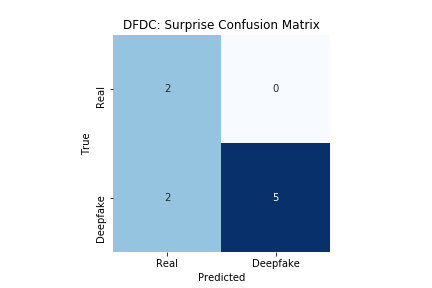 DFDC: Surprise Confusion Matrix
True
Real
2
0
Deepfake
2
5
Real
Deepfake
Predicted